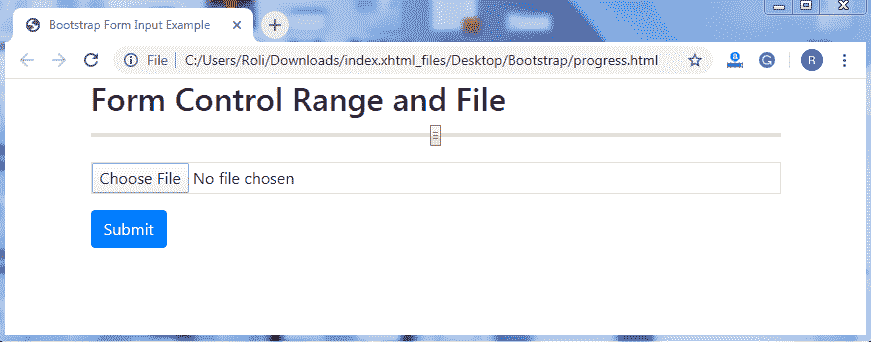 Bootstrap Form Input Example
File C:/Users/Roli/Downloads/index.xhtml_files/Desktop/Bootstrap/progress.html
a G R
Form Control Range and File
Choose File No file chosen
Submit